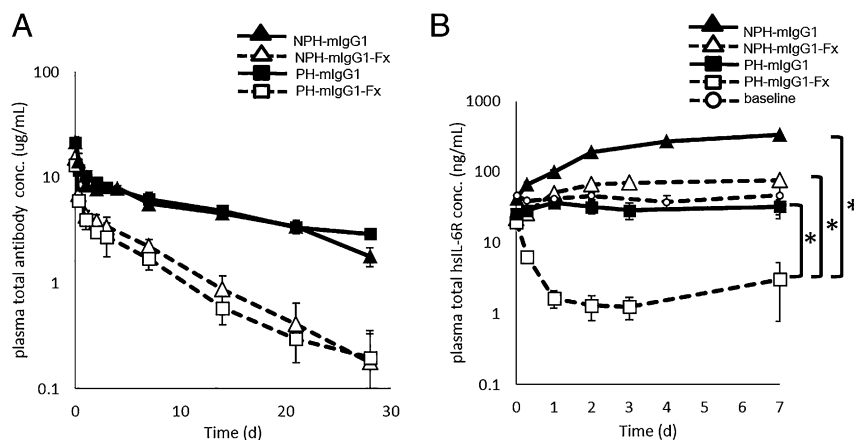 A
NPH-mIgG1
NPH-mIgG1-Fx
PH-mIgG1
PH-mIgG1-Fx
plasma total antibody conc. (ug/mL)
100
10
1
0.1
0 10 20 30
Time (d)
B
NPH-mIgG1
NPH-mIgG1-Fx
PH-mIgG1
PH-mIgG1-Fx
baseline
plasma total hsIL-6R conc. (ng/mL)
1000
100
10
1
0.1
0 1 2 3 4 5 6 7
Time (d)
* * *